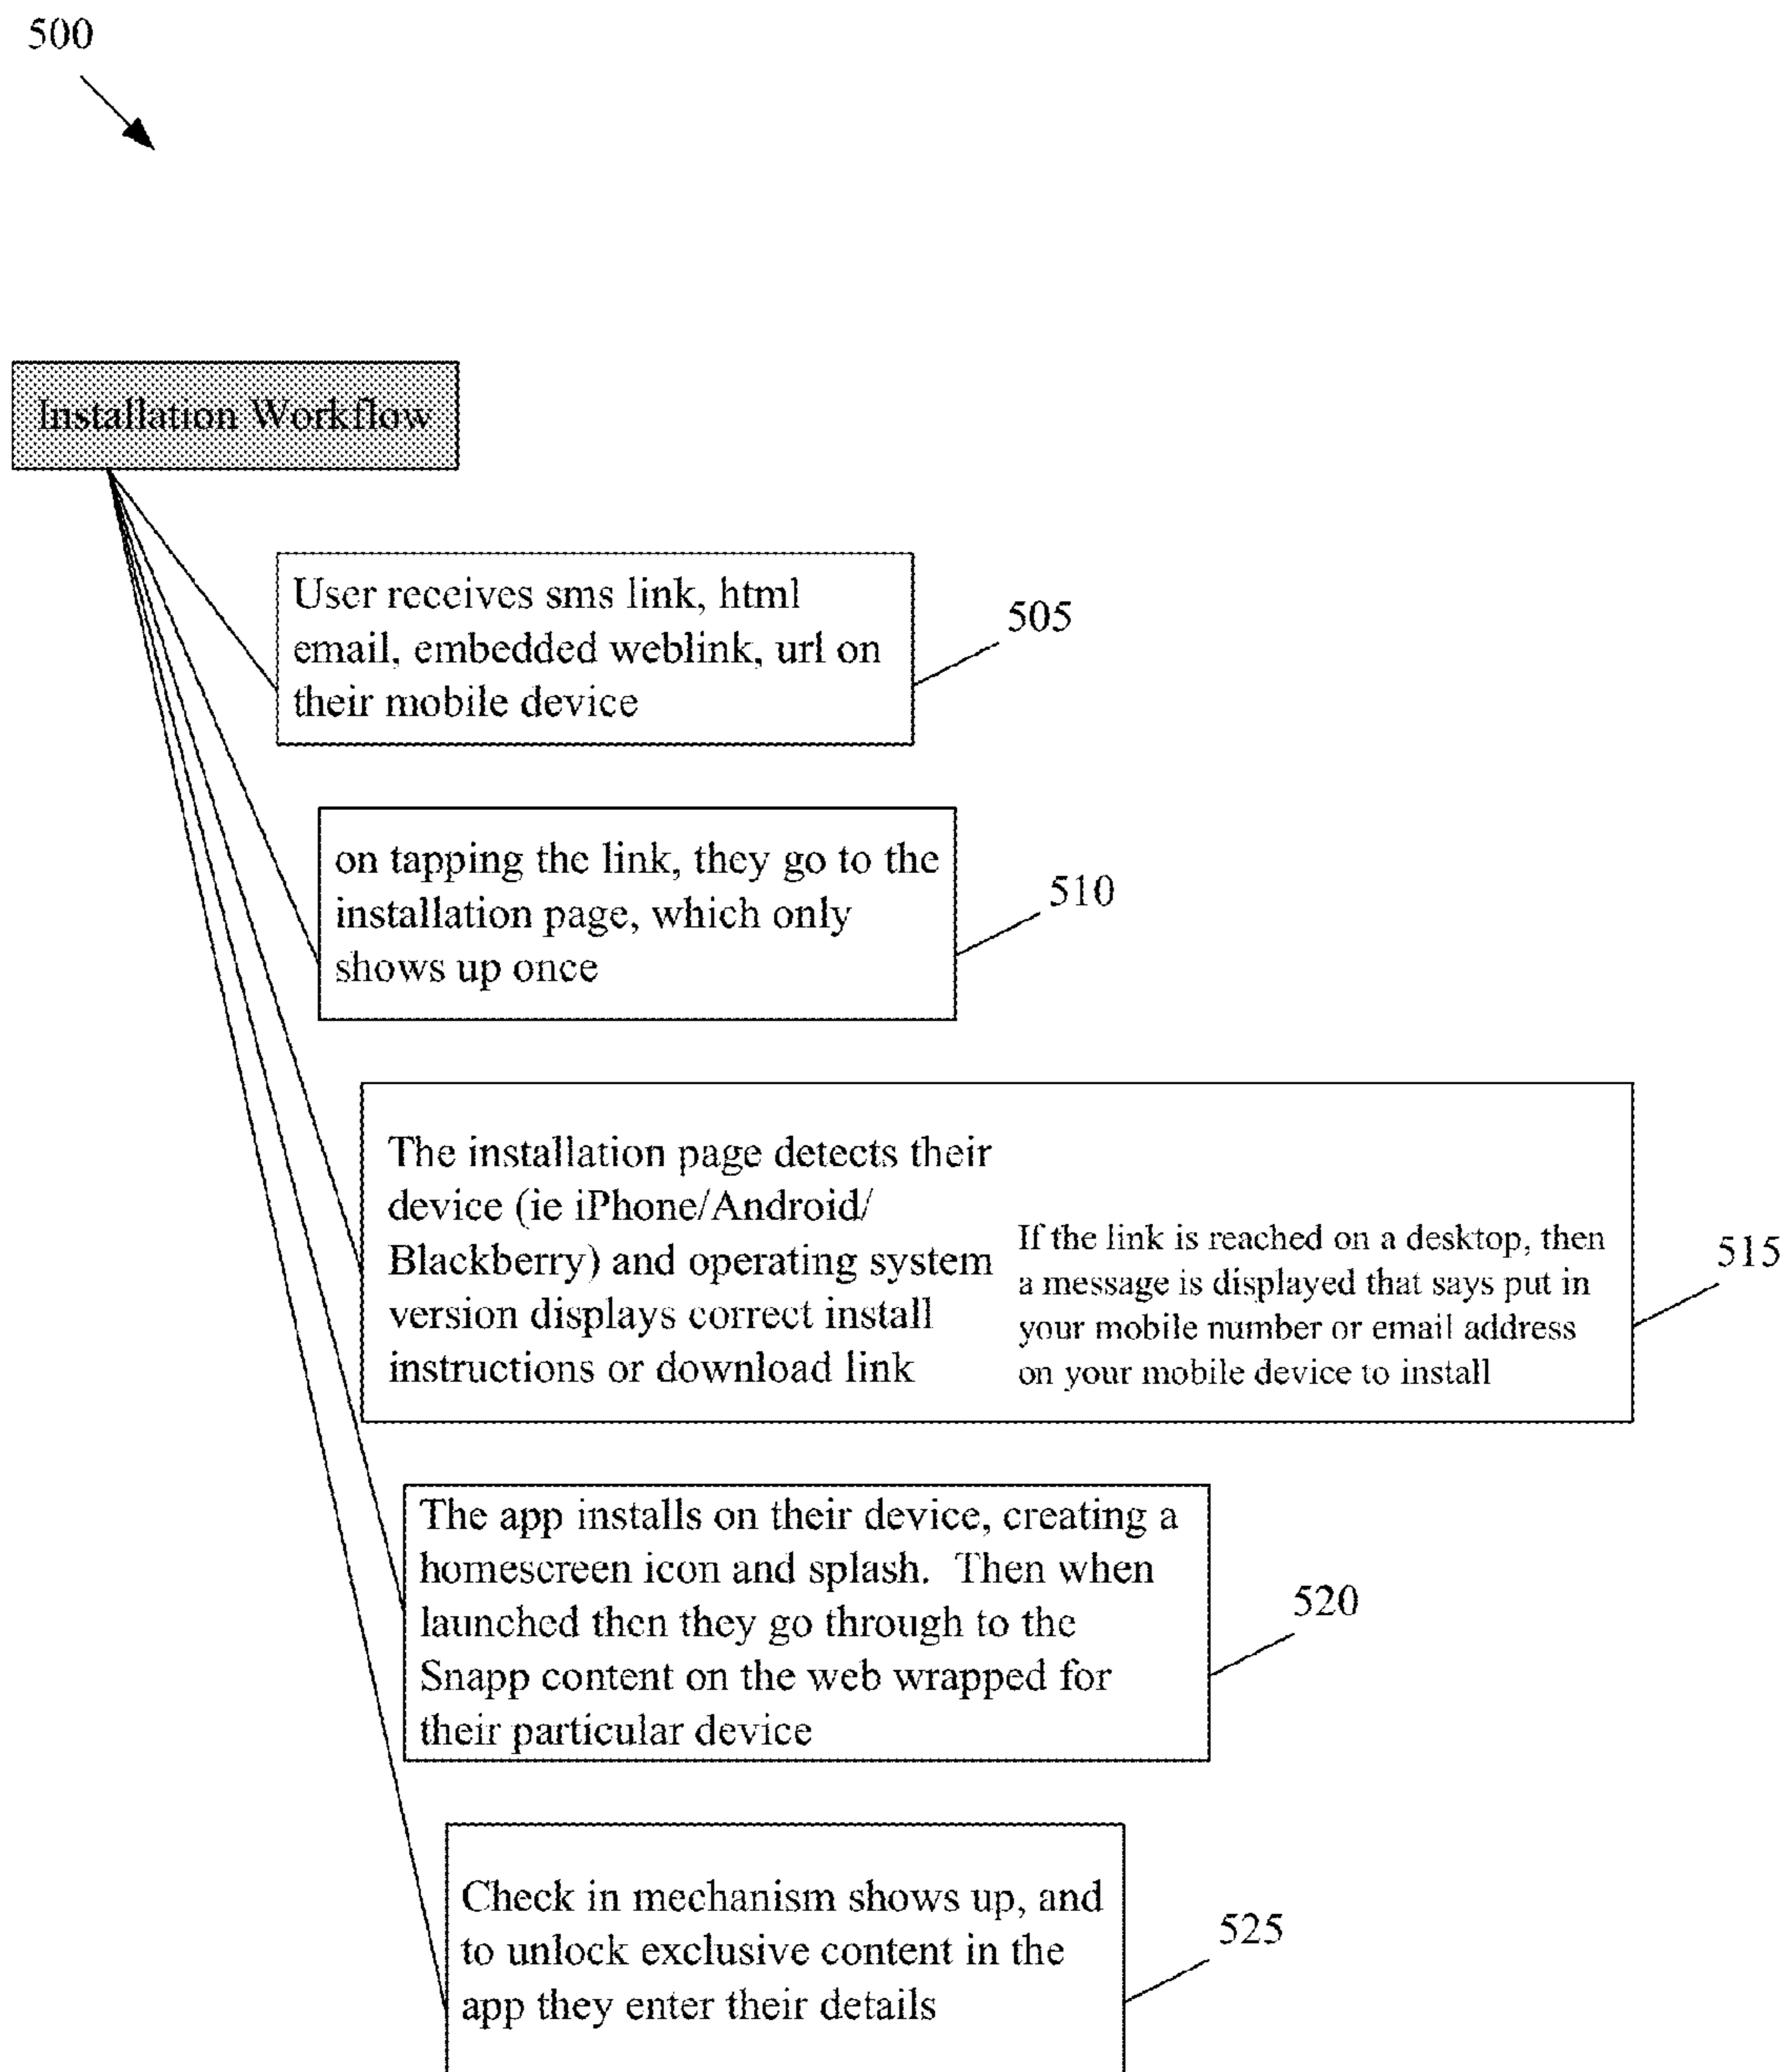 500
Installation Workflow
User receives sms link, html
email, embedded weblink, url on
their mobile device
505
on tapping the link, they go to the
installation page, which only
shows up once
510
The installation page detects their
device (ie iPhone/Android/
Blackberry) and operating system
version displays correct install
instructions or download link
If the link is reached on a desktop, then
a message is displayed that says put in
your mobile number or email address
on your mobile device to install
515
The app installs on their device, creating a
homescreen icon and splash. Then when
launched then they go through to the
Snapp content on the web wrapped for
their particular device
520
Check in mechanism shows up, and
to unlock exclusive content in the
app they enter their details
525